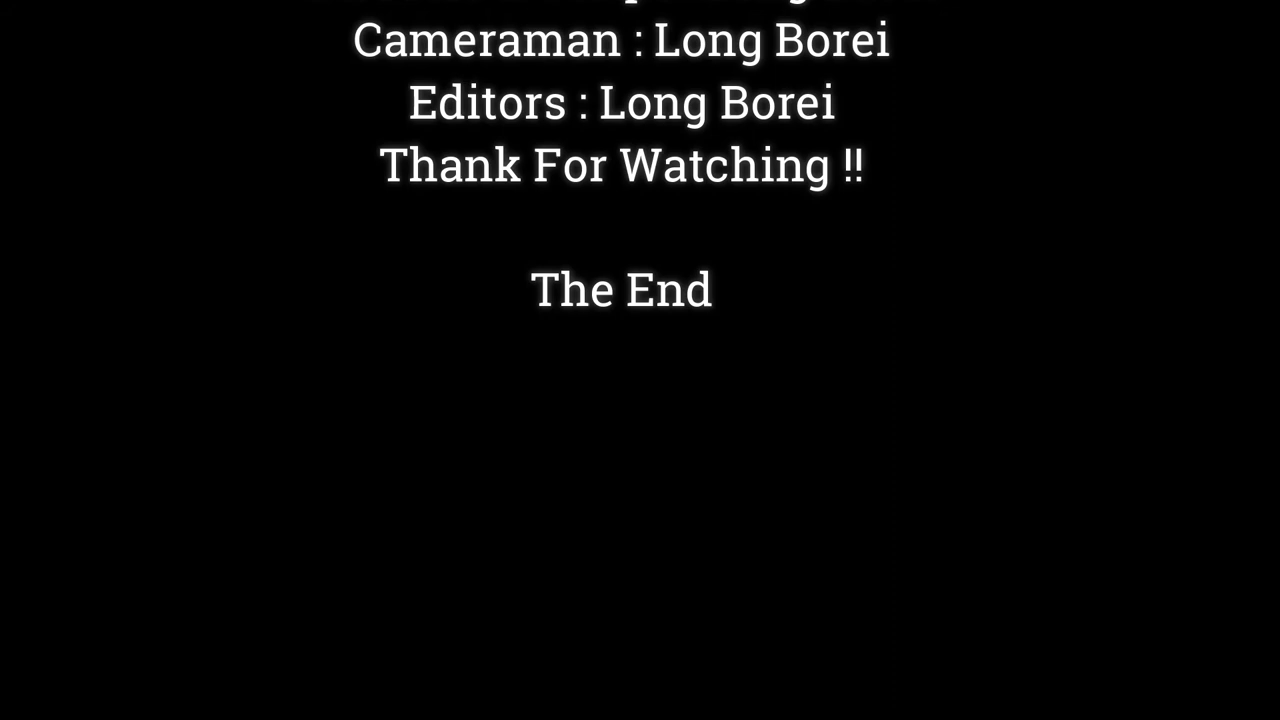 Cameraman : Long Borei
Editors : Long Borei
Thank For Watching !!
The End